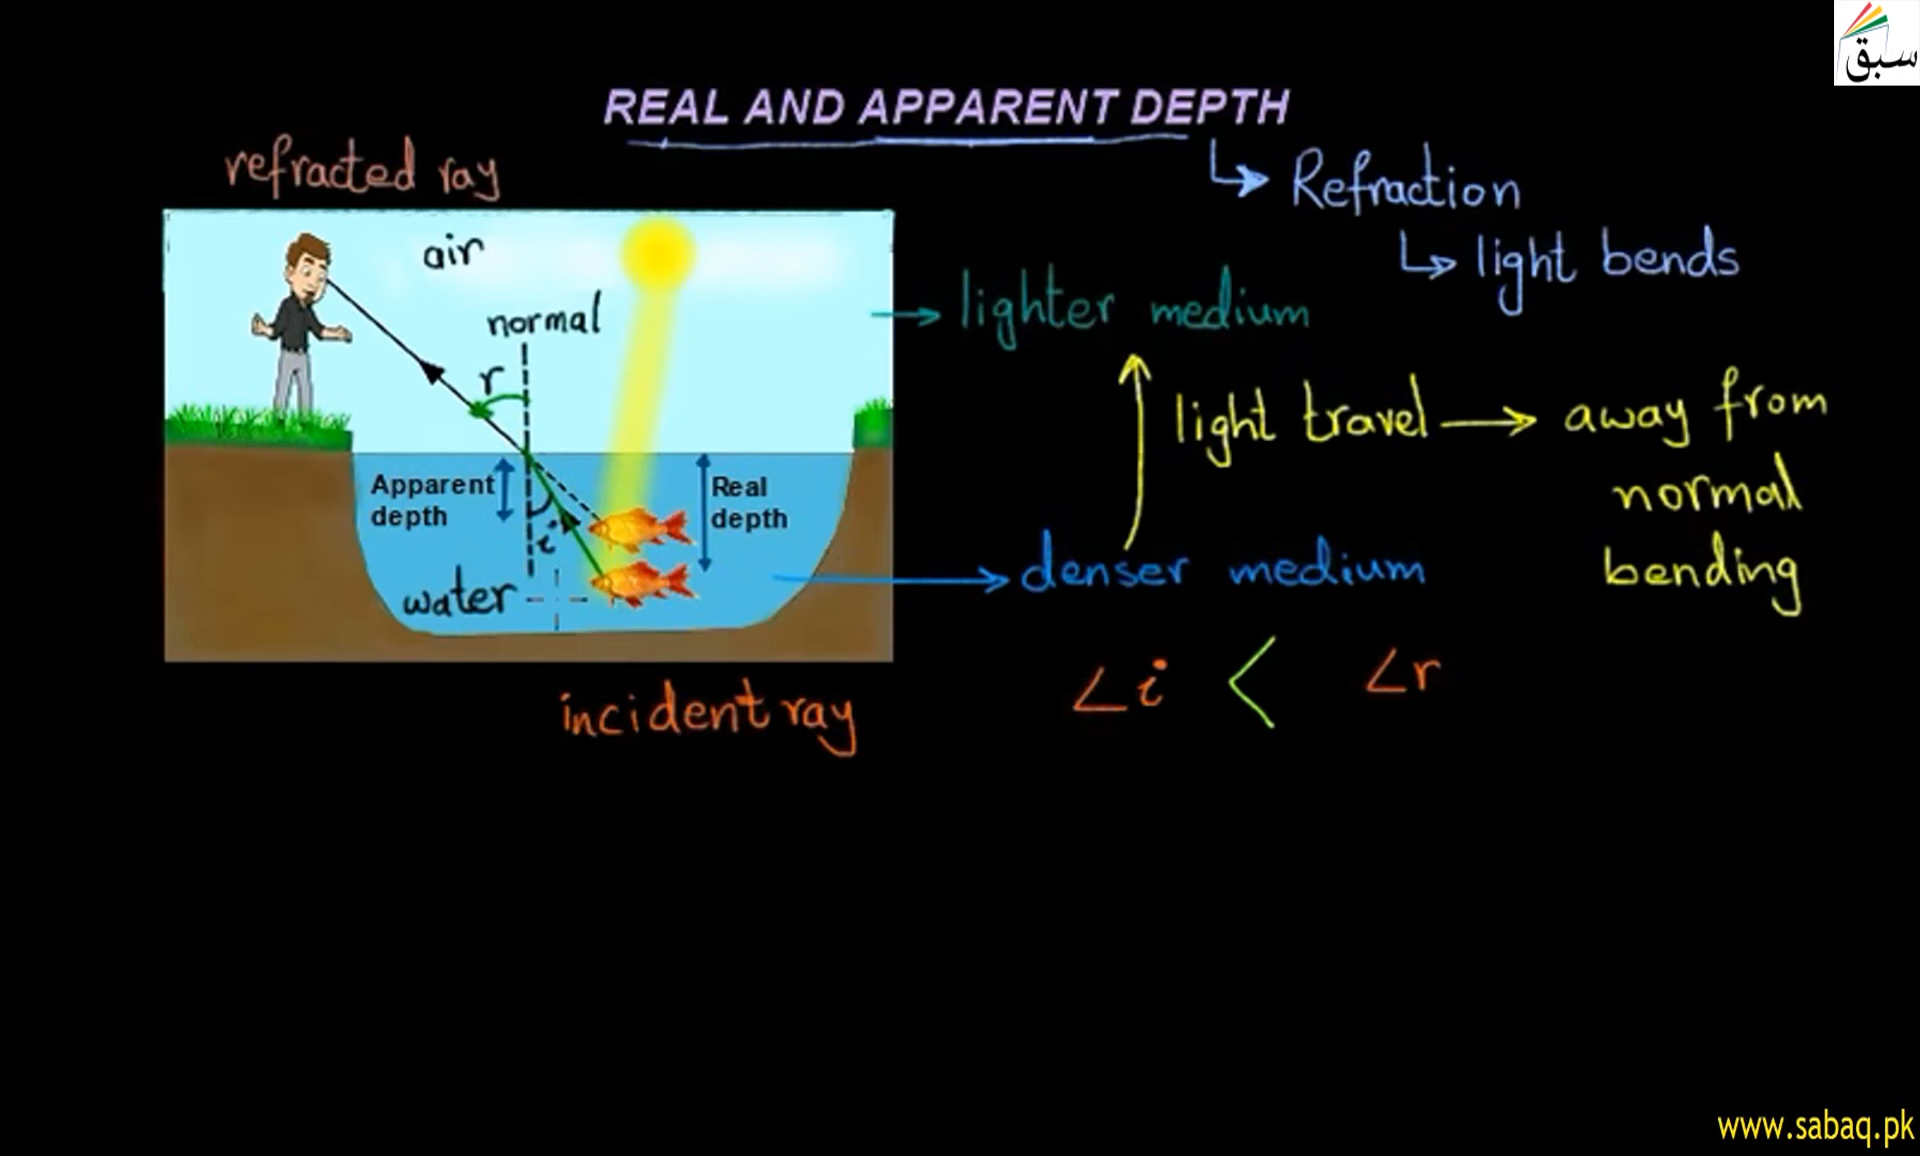 سبق
REAL AND APPARENT DEPTH
refracted ray
Refraction
light bends
air
lighter medium
normal
r
light travel
away from
normal
bending
Apparent
depth
Real
depth
i
water
denser medium
∠i < ∠r
incident ray
www.sabaq.pk